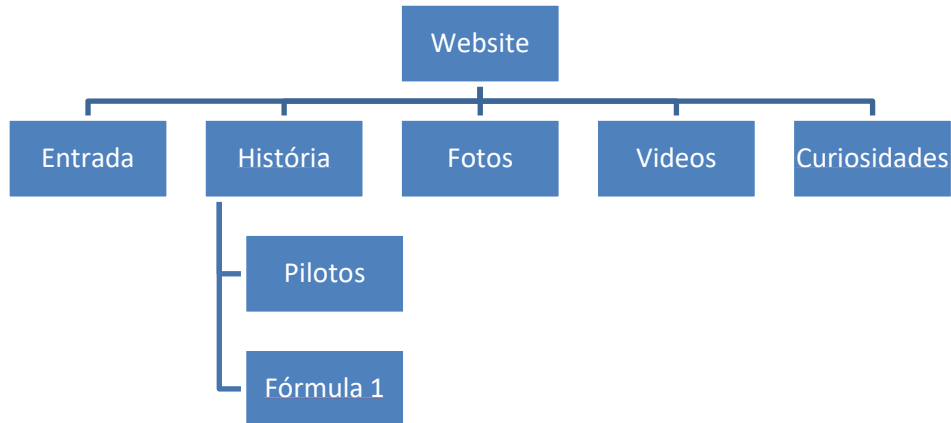 Website
Entrada
História
Fotos
Videos
Curiosidades
Pilotos
Fórmula 1